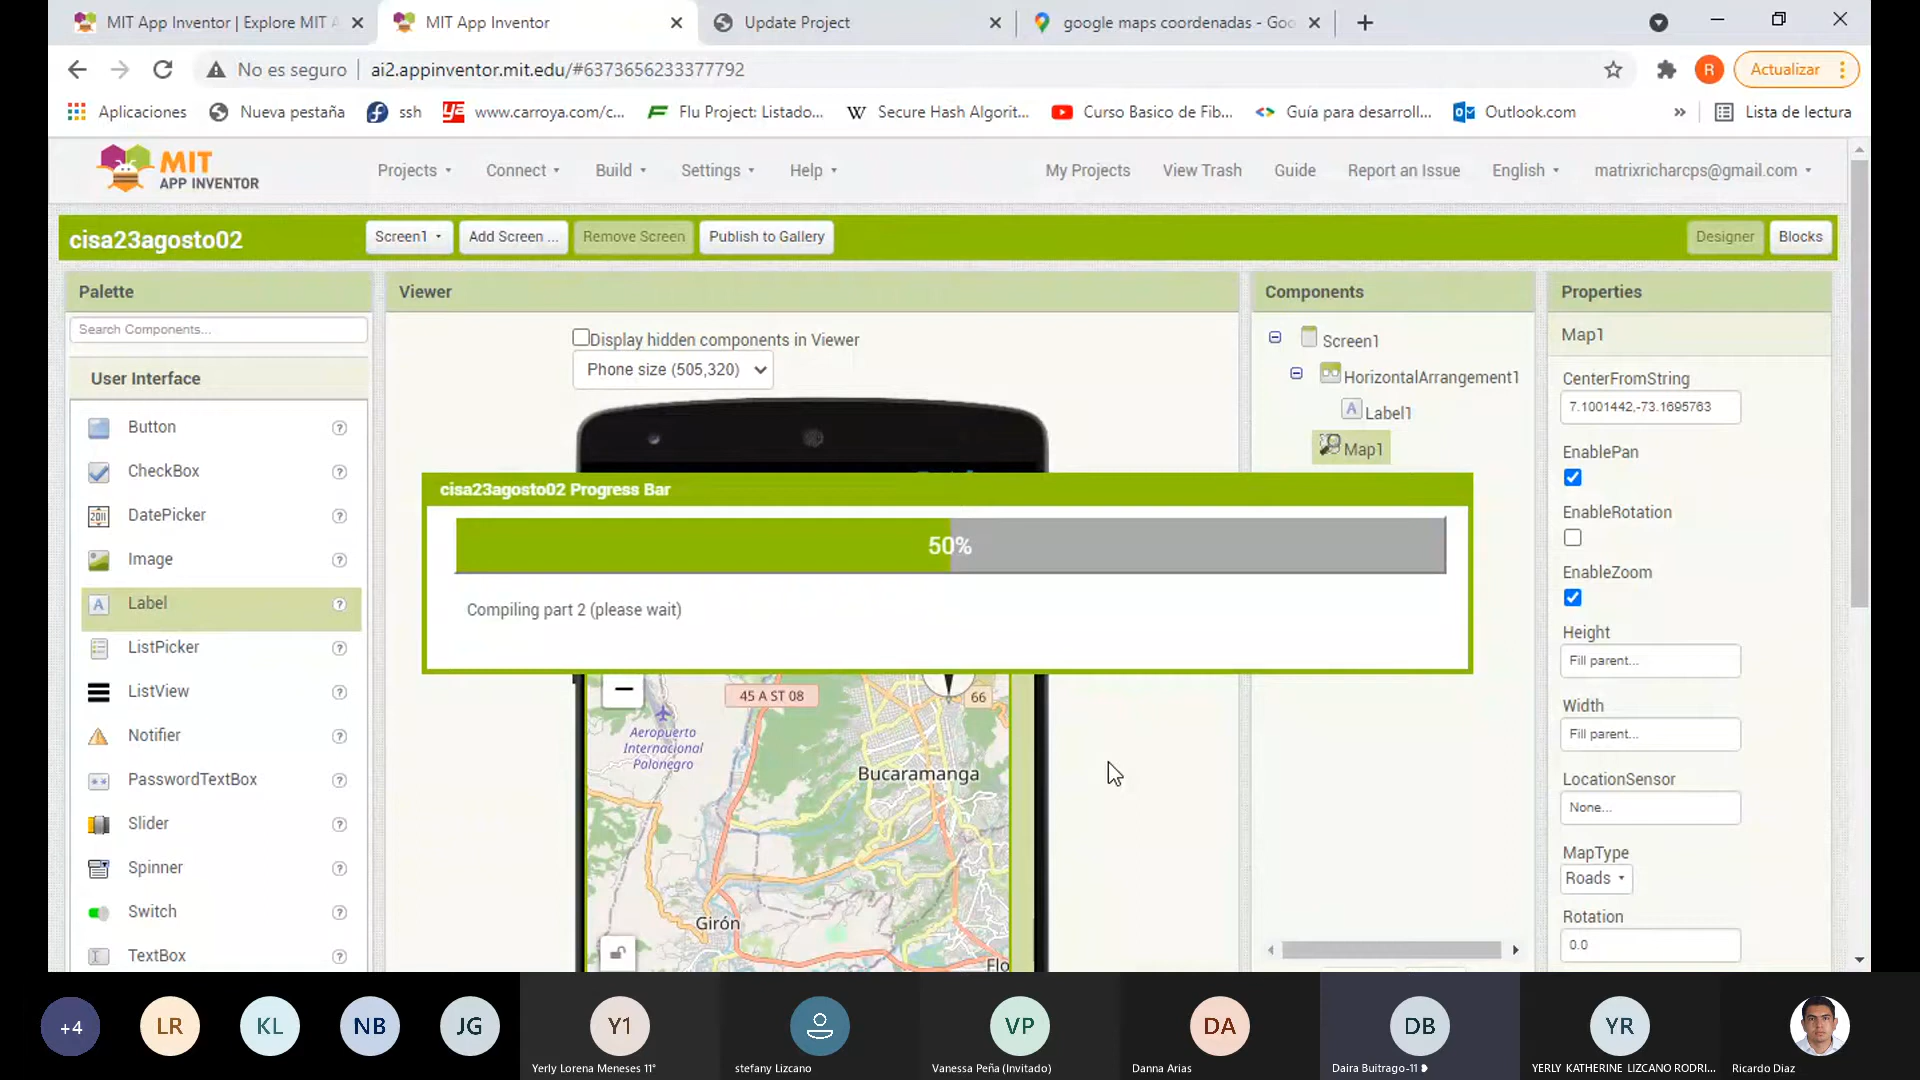 MIT App Inventor | Explore MIT A
MIT App Inventor
Update Project
google maps coordenadas - Goo
No es seguro
ai2.appinventor.mit.edu/#6373656233377792
R
Actualizar
Aplicaciones
Nueva pestaña
ssh
www.carroya.com/c...
Flu Project: Listado...
W
Secure Hash Algorit...
Curso Basico de Fib...
Guía para desarroll...
Outlook.com
»
Lista de lectura
MIT
APP INVENTOR
Projects
Connect
Build
Settings
Help
My Projects
View Trash
Guide
Report an Issue
English
matrixricharcps@gmail.com
cisa23agosto02
Screen1
Add Screen ...
Remove Screen
Publish to Gallery
Designer
Blocks
Palette
Viewer
Components
Properties
Search Components...
User Interface
Button
CheckBox
DatePicker
Image
Label
ListPicker
ListView
Notifier
PasswordTextBox
Slider
Spinner
Switch
TextBox
Display hidden components in Viewer
Phone size (505,320)
cisa23agosto02 Progress Bar
50%
Compiling part 2 (please wait)
45 A ST 08
66
Aeropuerto
Internacional
Palonegro
Bucaramanga
Girón
Flo
Screen1
HorizontalArrangement1
Label1
Map1
Map1
CenterFromString
7.1001442,-73.1695763
EnablePan
EnableRotation
EnableZoom
Height
Fill parent...
Width
Fill parent...
LocationSensor
None...
MapType
Roads
Rotation
0.0
+4
LR
KL
NB
JG
Y1
VP
DA
DB
YR
Yerly Lorena Meneses 11°
stefany Lizcano
Vanessa Peña (Invitado)
Danna Arias
Daira Buitrago-11
YERLY KATHERINE LIZCANO RODRI...
Ricardo Diaz